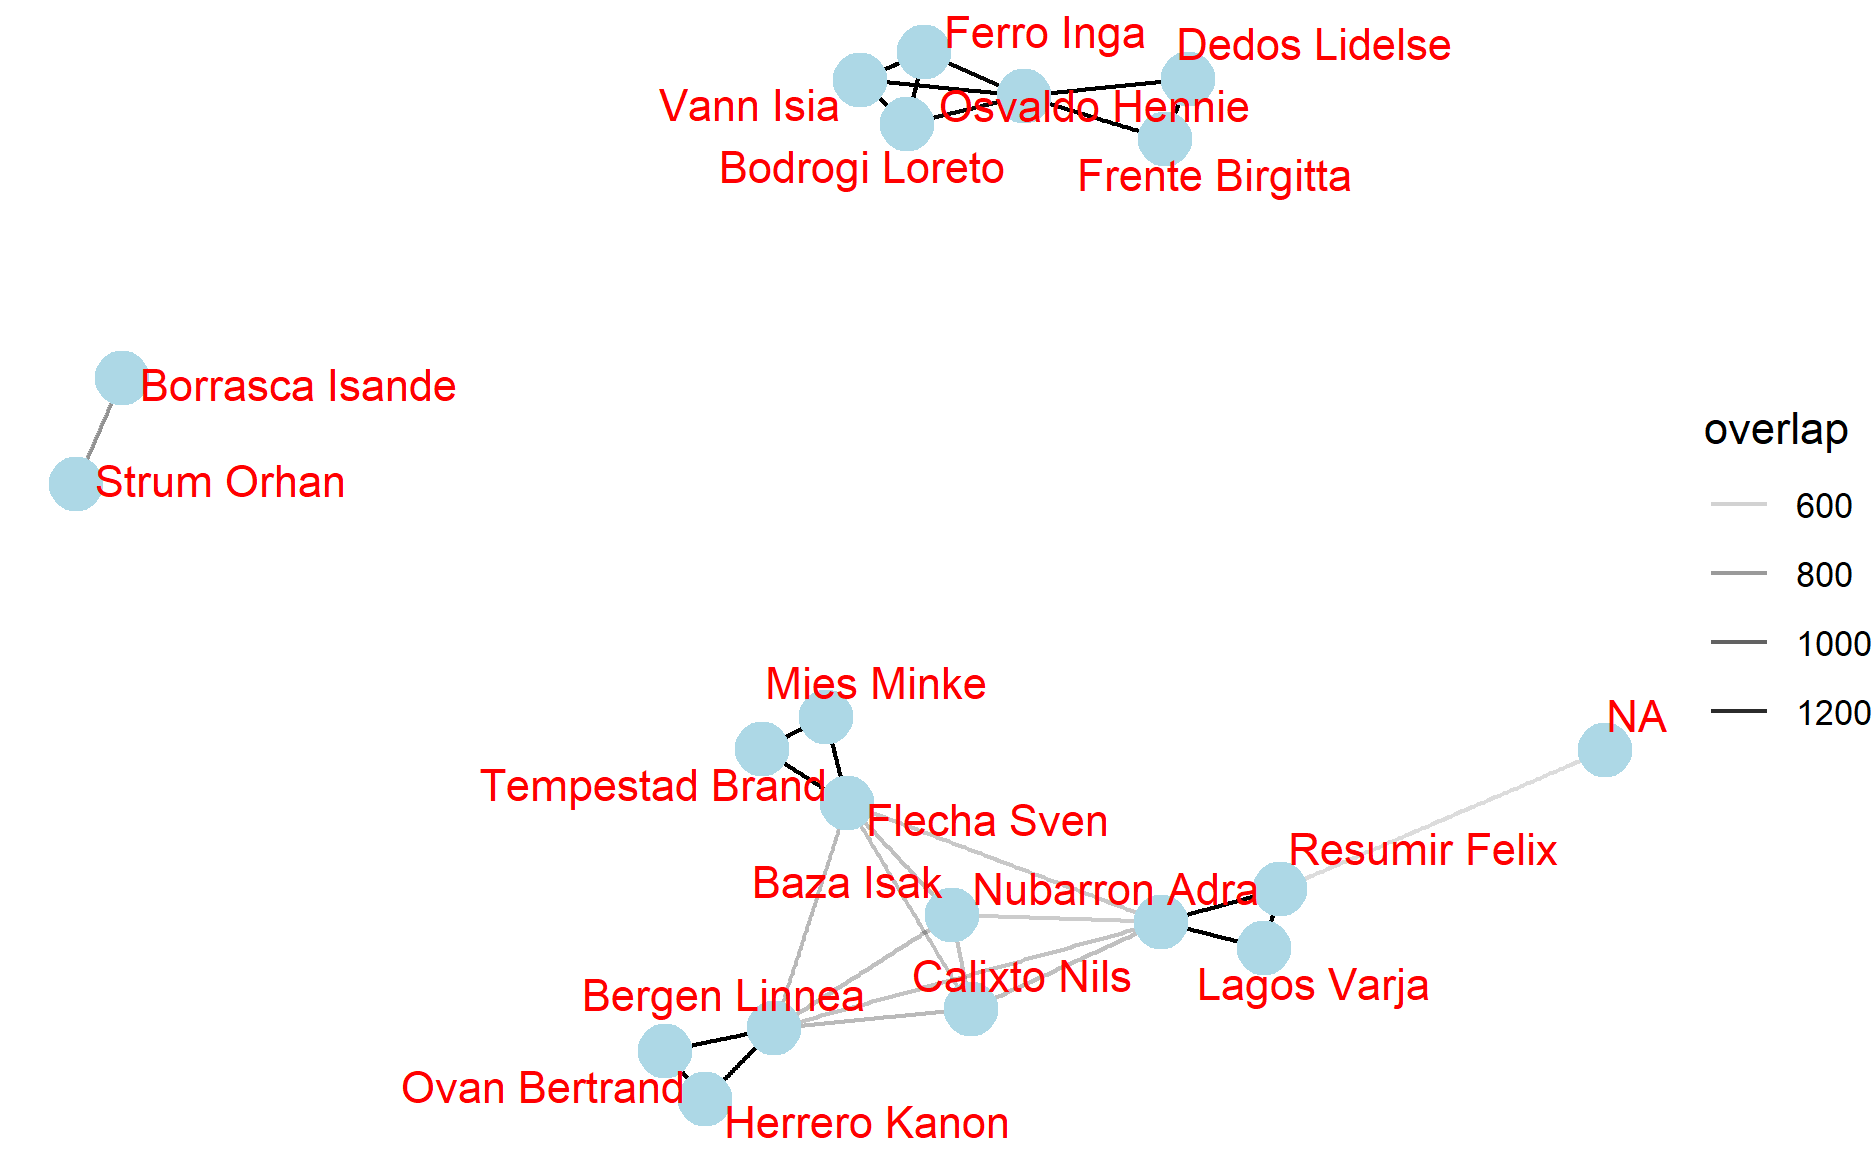 Ferro Inga
Dedos Lidelse
Vann Isia
Osvaldo Hennie
Bodrogi Loreto
Frente Birgitta
Borrasca Isande
Strum Orhan
overlap
600
800
1000
1200
Mies Minke
NA
Tempestad Brand
Flecha Sven
Resumir Felix
Baza Isak
Nubarron Adra
Calixto Nils
Lagos Varja
Bergen Linnea
Ovan Bertrand
Herrero Kanon